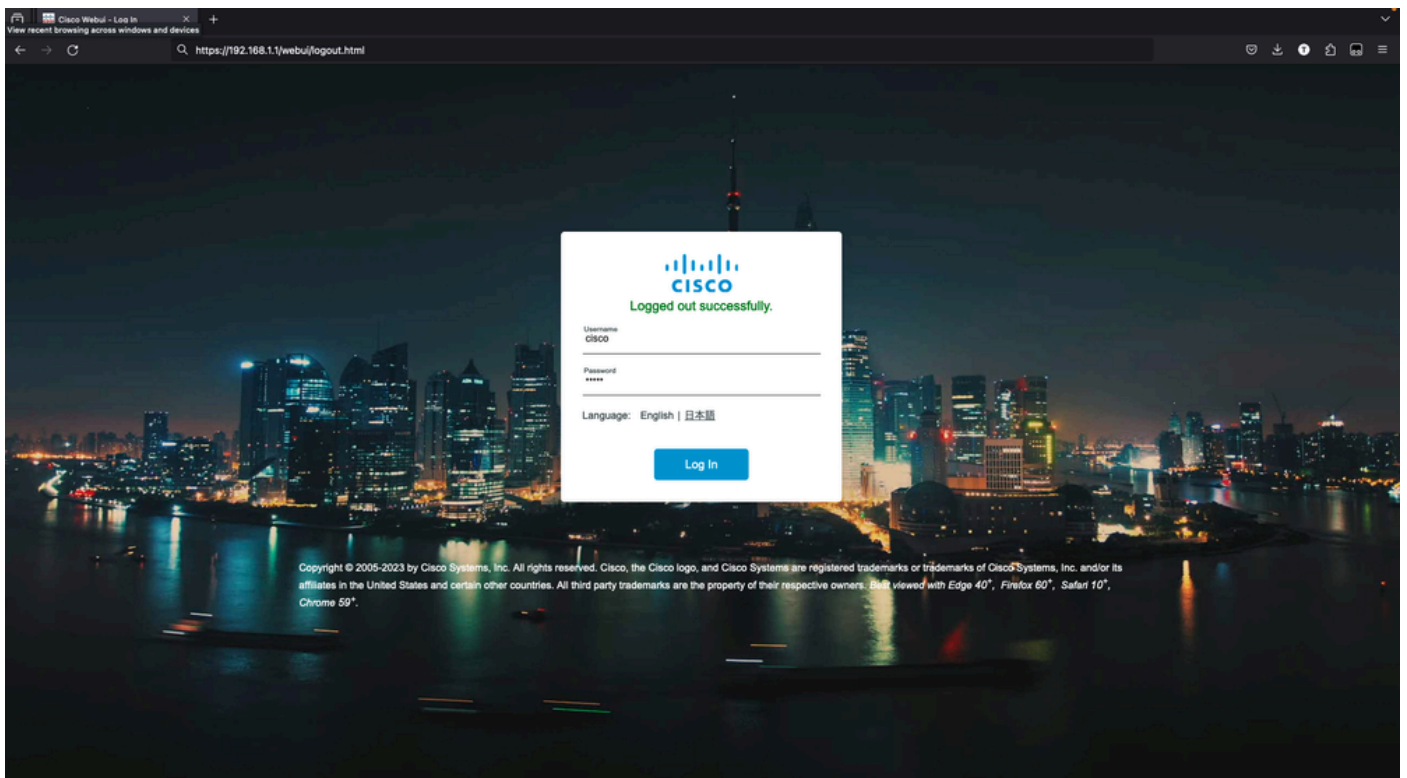 Cisco Webui - Log In
View recent browsing across windows and devices
https://192.168.1.1/webui/logout.html
CISCO
Logged out successfully.
Username
cisco
Password
•••••
Language: English | 日本語
Log In
Copyright © 2005-2023 by Cisco Systems, Inc. All rights reserved. Cisco, the Cisco logo, and Cisco Systems are registered trademarks or trademarks of Cisco Systems, Inc. and/or its
affiliates in the United States and certain other countries. All third party trademarks are the property of their respective owners. Best viewed with Edge 40+, Firefox 60+, Safari 10+,
Chrome 59+.